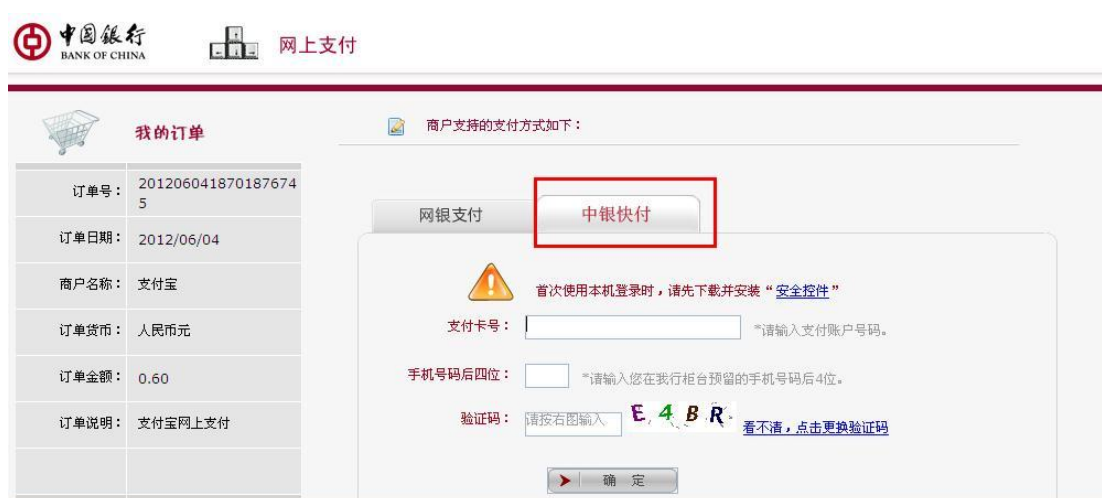 中国银行
BANK OF CHINA
网上支付
我的订单
商户支持的支付方式如下：
订单号： 201206041870187674
5
订单日期： 2012/06/04
商户名称： 支付宝
订单货币： 人民币元
订单金额： 0.60
订单说明： 支付宝网上支付
网银支付 中银快付
首次使用本机登录时，请先下载并安装“安全控件”
支付卡号： *请输入支付账户号码。
手机号码后四位： *请输入您在我行柜台预留的手机号码后4位。
验证码： 请按右图输入 E4BR 看不清，点击更换验证码
确 定